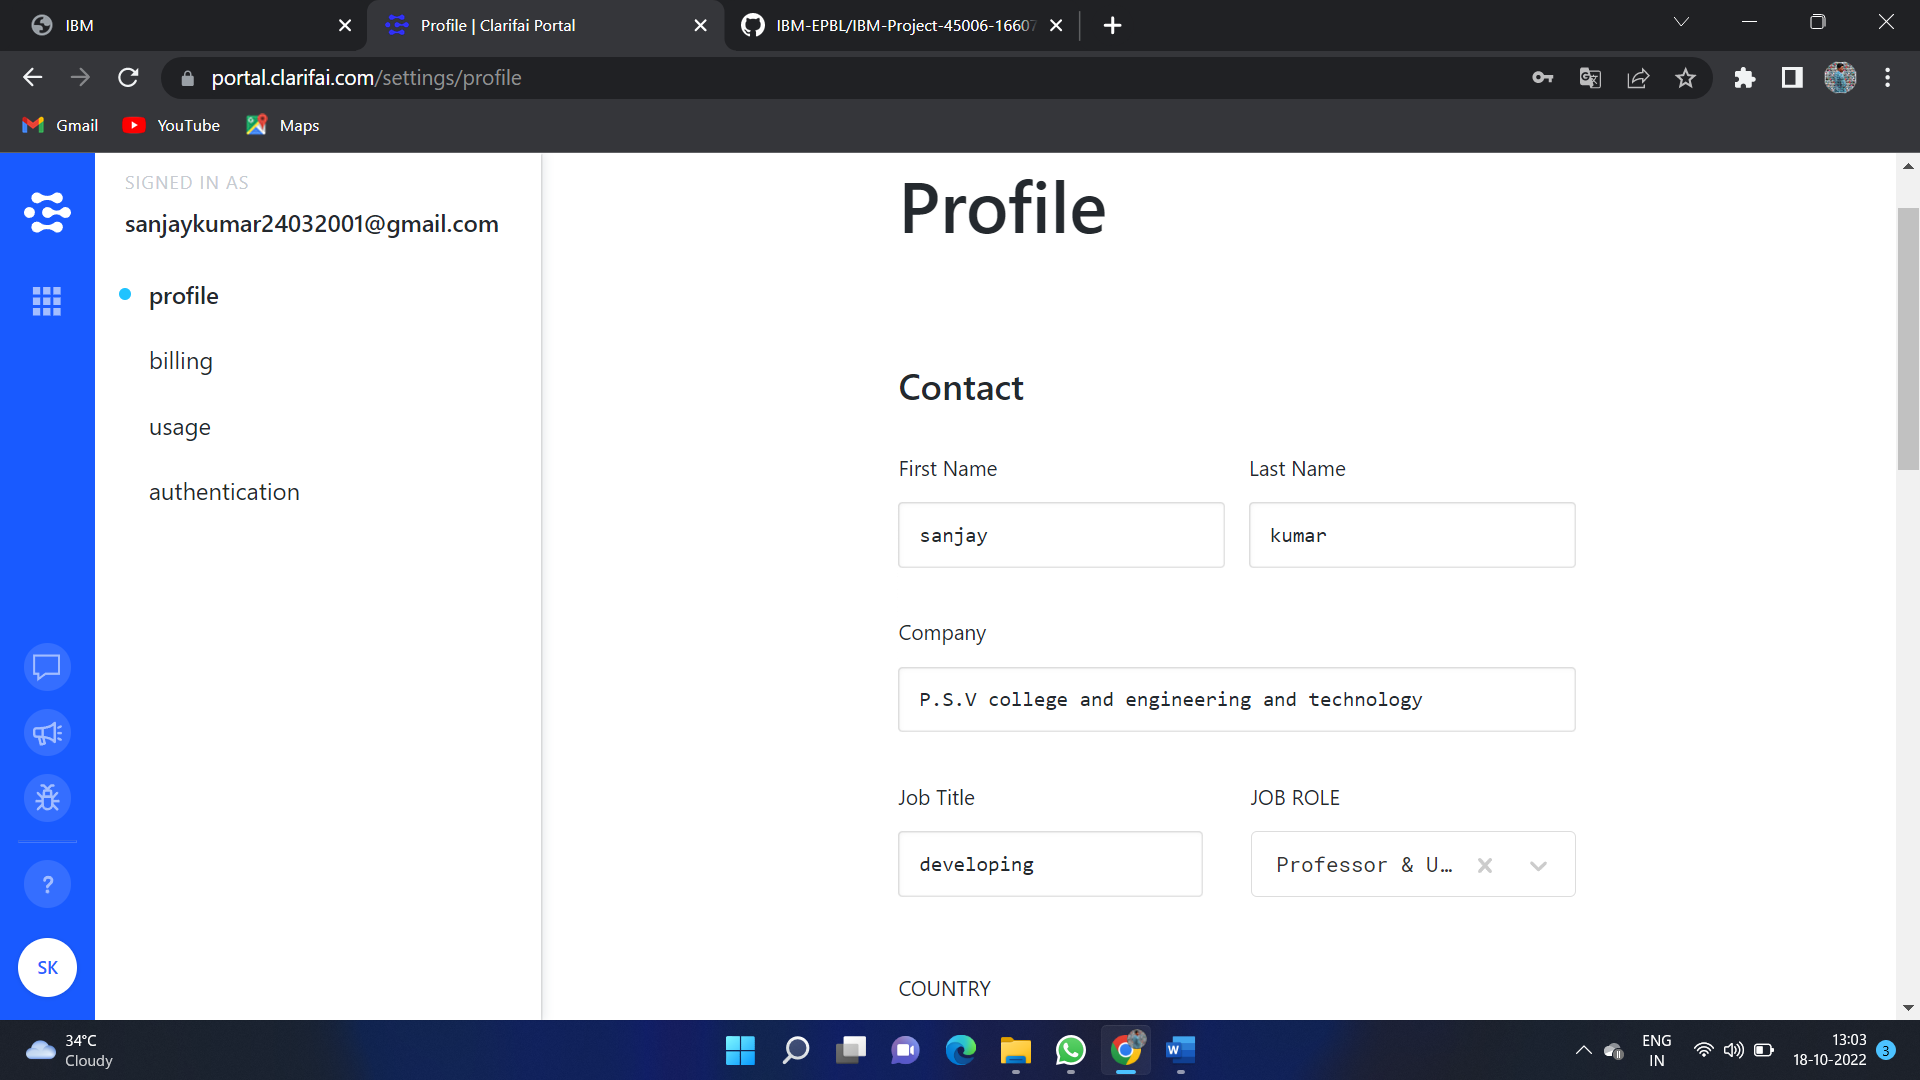 IBM
Profile | Clarifai Portal
IBM-EPBL/IBM-Project-45006-16607
portal.clarifai.com/settings/profile
Gmail
YouTube
Maps
SIGNED IN AS
sanjaykumar24032001@gmail.com
profile
billing
usage
authentication
?
SK
Profile
Contact
First Name
Last Name
sanjay
kumar
Company
P.S.V college and engineering and technology
Job Title
JOB ROLE
developing
Professor & U...
COUNTRY
34°C
Cloudy
ENG
IN
13:03
18-10-2022
3